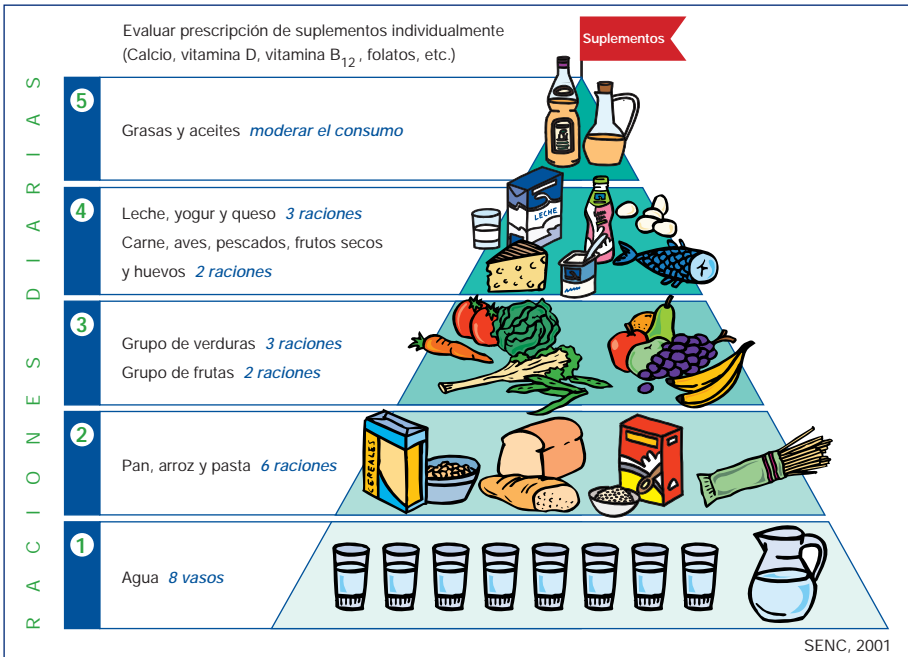 Evaluar prescripción de suplementos individualmente
(Calcio, vitamina D, vitamina B12, folatos, etc.)
Suplementos
RACIONES DIARIAS
5
Grasas y aceites moderar el consumo
4
Leche, yogur y queso 3 raciones
Carne, aves, pescados, frutos secos
y huevos 2 raciones
LECHE
3
Grupo de verduras 3 raciones
Grupo de frutas 2 raciones
2
Pan, arroz y pasta 6 raciones
CEREALES
1
Agua 8 vasos
SENC, 2001